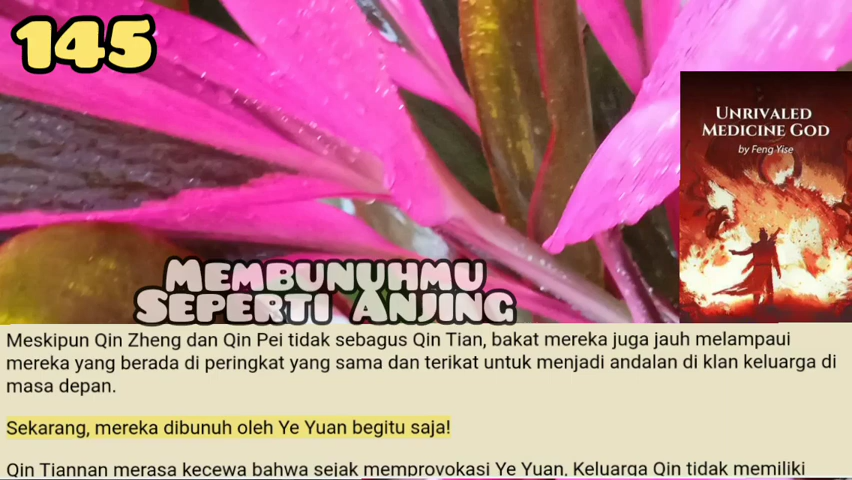 145
UNRIVALED
MEDICINE GOD
by Feng Yise
MEMBUNUHMU
SEPERTI ANJING
Meskipun Qin Zheng dan Qin Pei tidak sebagus Qin Tian, bakat mereka juga jauh melampaui
mereka yang berada di peringkat yang sama dan terikat untuk menjadi andalan di klan keluarga di
masa depan.
Sekarang, mereka dibunuh oleh Ye Yuan begitu saja!
Qin Tiannan merasa kecewa bahwa sejak memprovokasi Ye Yuan, Keluarga Qin tidak memiliki